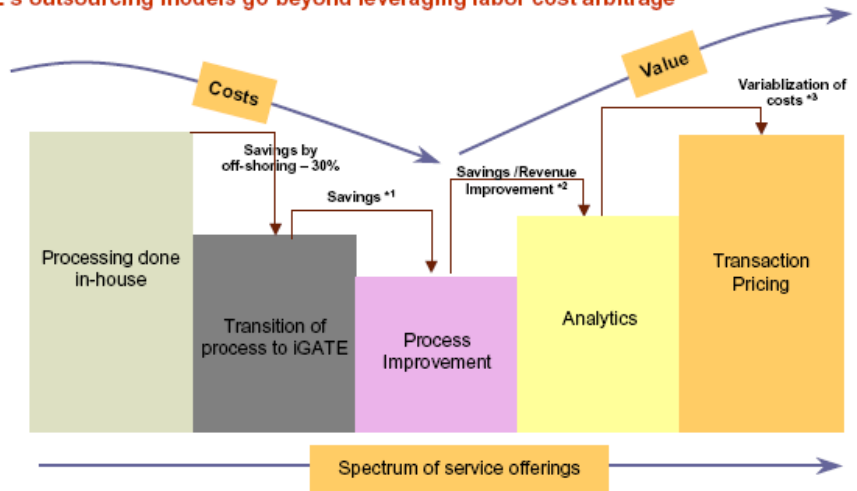 's outsourcing models go beyond leveraging labor cost arbitrage
Costs
Value
Variablization of
costs *3
Savings by
off-shoring – 30%
Savings *1
Savings /Revenue
Improvement *2
Processing done
in-house
Transition of
process to iGATE
Process
Improvement
Analytics
Transaction
Pricing
Spectrum of service offerings